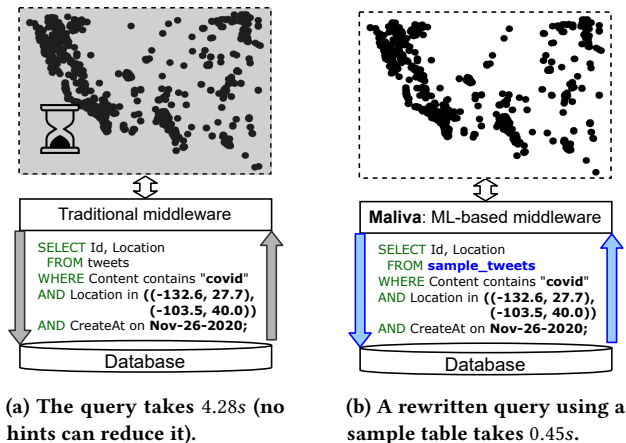 Traditional middleware
SELECT Id, Location
FROM tweets
WHERE Content contains "covid"
AND Location in ((-132.6, 27.7),
(-103.5, 40.0))
AND CreateAt on Nov-26-2020;
Database
(a) The query takes 4.28s (no
hints can reduce it).
Maliva: ML-based middleware
SELECT Id, Location
FROM sample_tweets
WHERE Content contains "covid"
AND Location in ((-132.6, 27.7),
(-103.5, 40.0))
AND CreateAt on Nov-26-2020;
Database
(b) A rewritten query using a
sample table takes 0.45s.